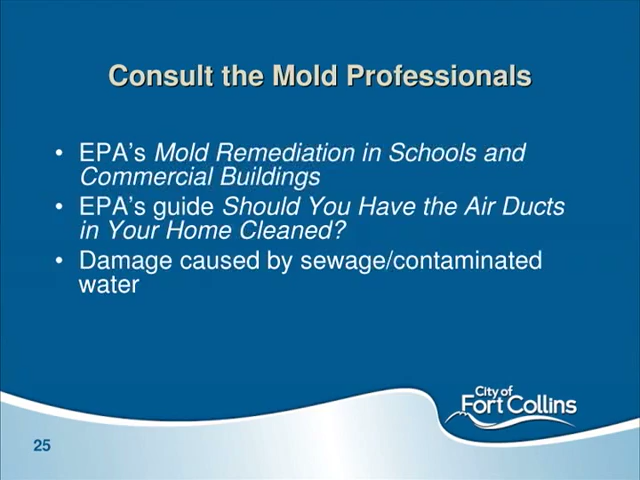 Consult the Mold Professionals
• EPA’s Mold Remediation in Schools and
Commercial Buildings
• EPA’s guide Should You Have the Air Ducts
in Your Home Cleaned?
• Damage caused by sewage/contaminated
water
City of
Fort Collins
25